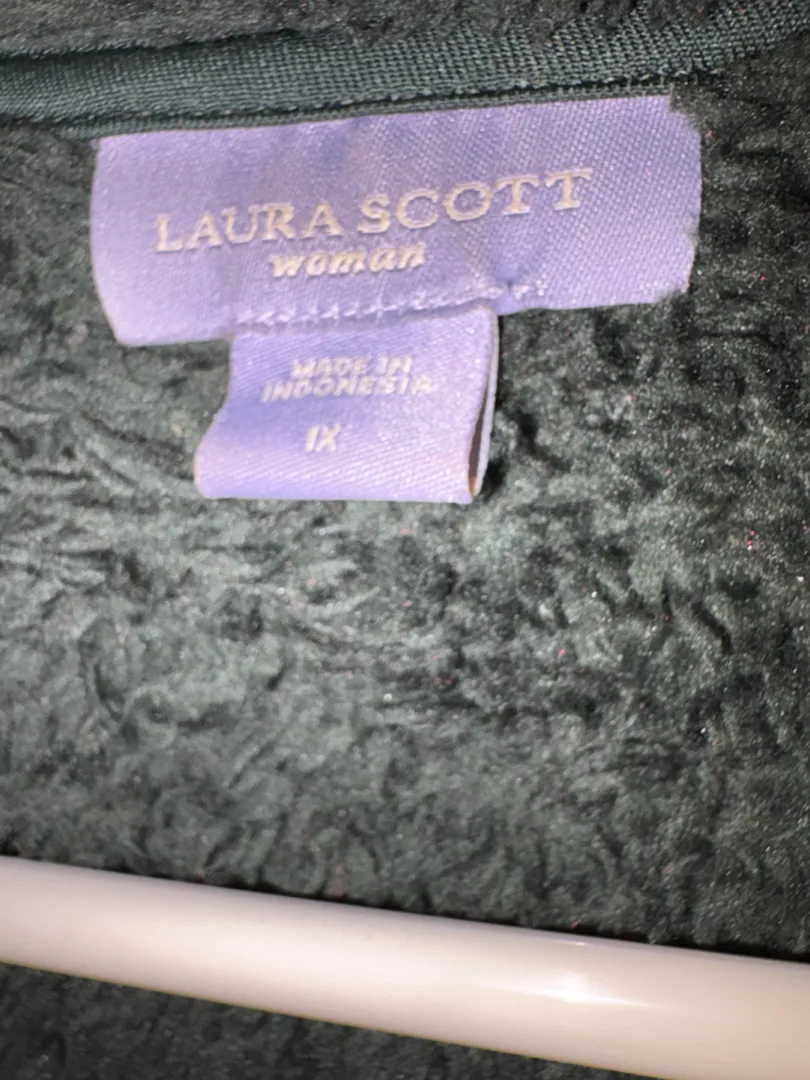 LAURA SCOTT
woman
MADE IN
INDONESIA
1X